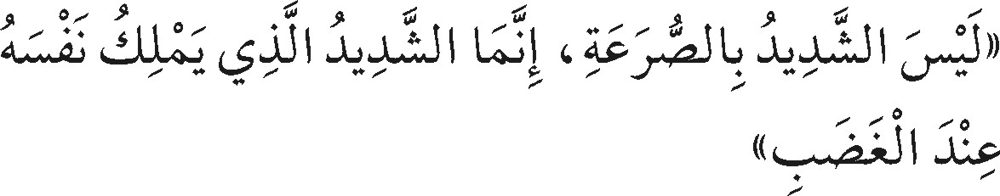 «لَيْسَ الشَّدِيدُ بِالصُّرَعَةِ، إِنَّمَا الشَّدِيدُ الَّذِي يَمْلِكُ نَفْسَهُ
عِنْدَ الْغَضَبِ»